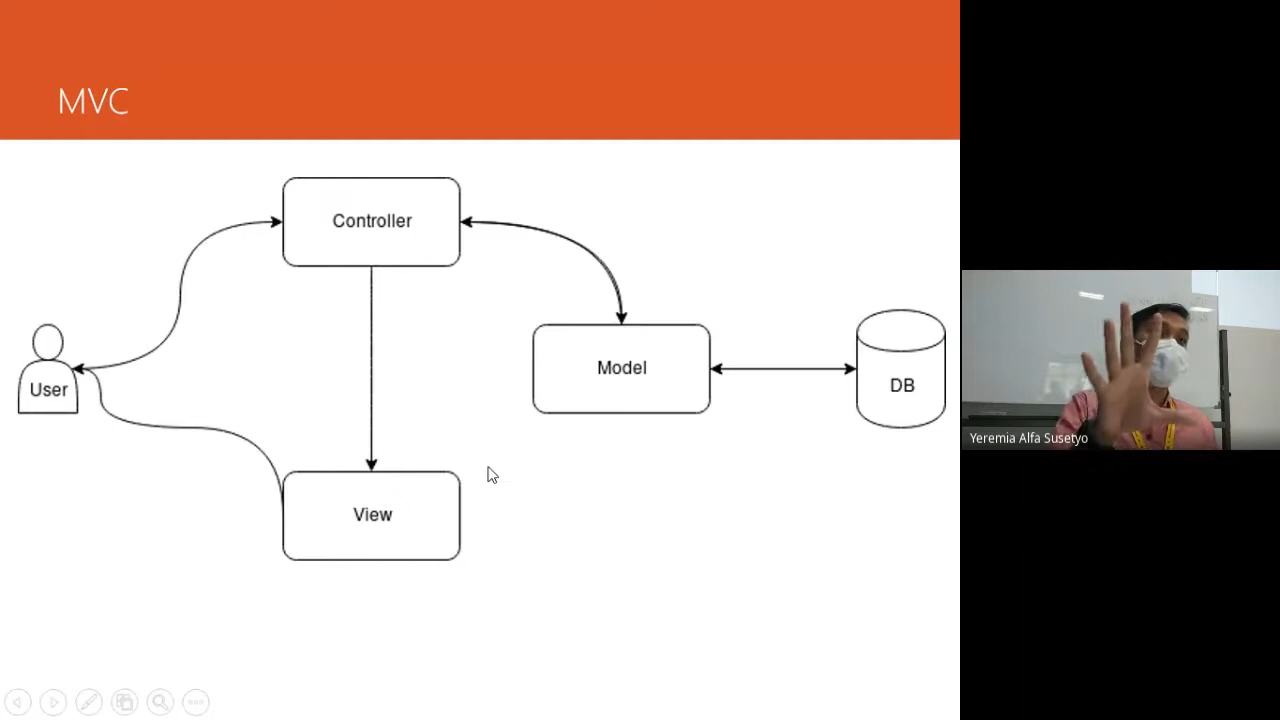 MVC
Controller
User
Model
DB
View
Yeremia Alfa Susetyo